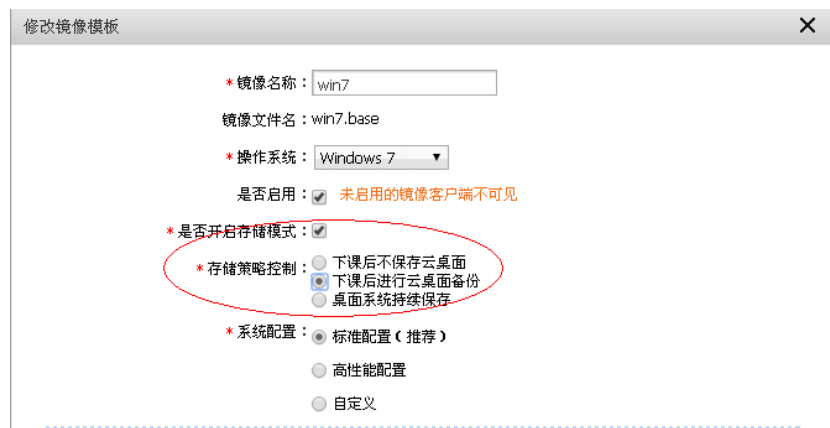 修改镜像模板
*镜像名称：win7
镜像文件名：win7.base
*操作系统：Windows 7
是否启用：未启用的镜像客户端不可见
*是否开启存储模式：
*存储策略控制：下课后不保存云桌面
下课后进行云桌面备份
桌面系统持续保存
*系统配置：标准配置（推荐）
高性能配置
自定义